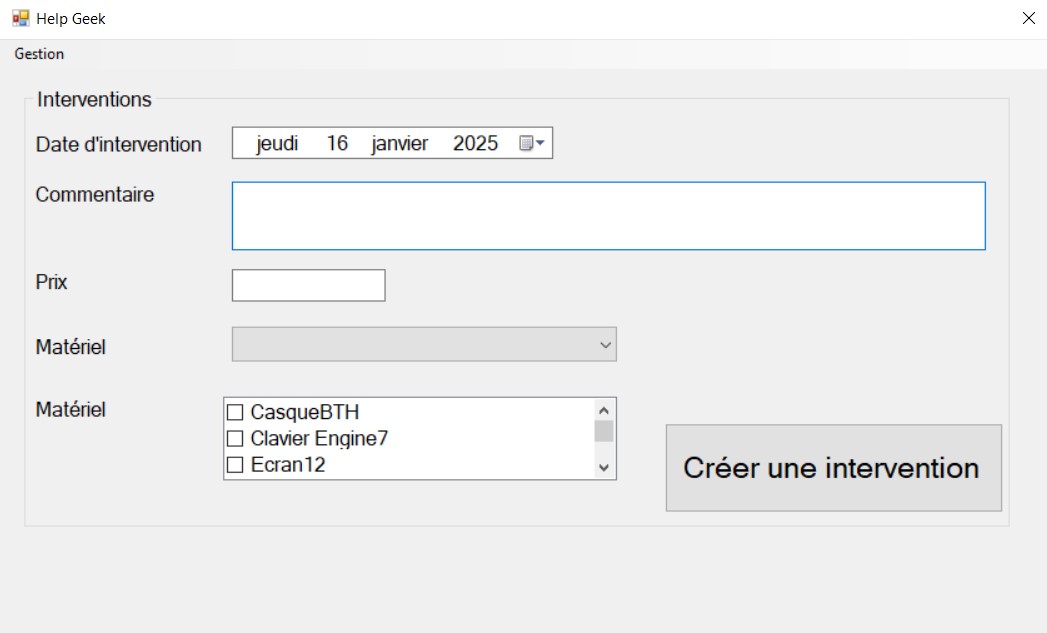 Help Geek
Gestion
Interventions
Date d'intervention jeudi 16 janvier 2025
Commentaire
Prix
Matériel
Matériel
CasqueBTH
Clavier Engine7
Ecran12
Créer une intervention